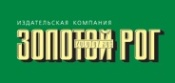 ИЗДАТЕЛЬСКАЯ КОМПАНИЯ
ЗОЛОТОЙ РОГ